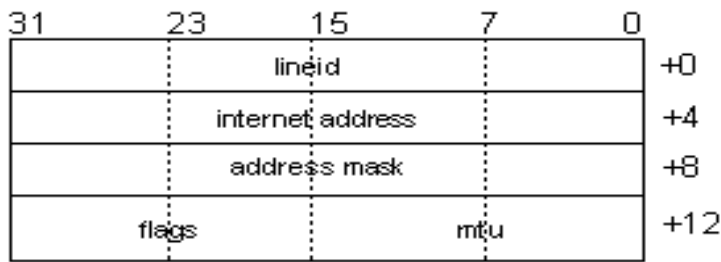 31 23 15 7 0
lineid +0
internet address +4
address mask +8
flags mtu +12